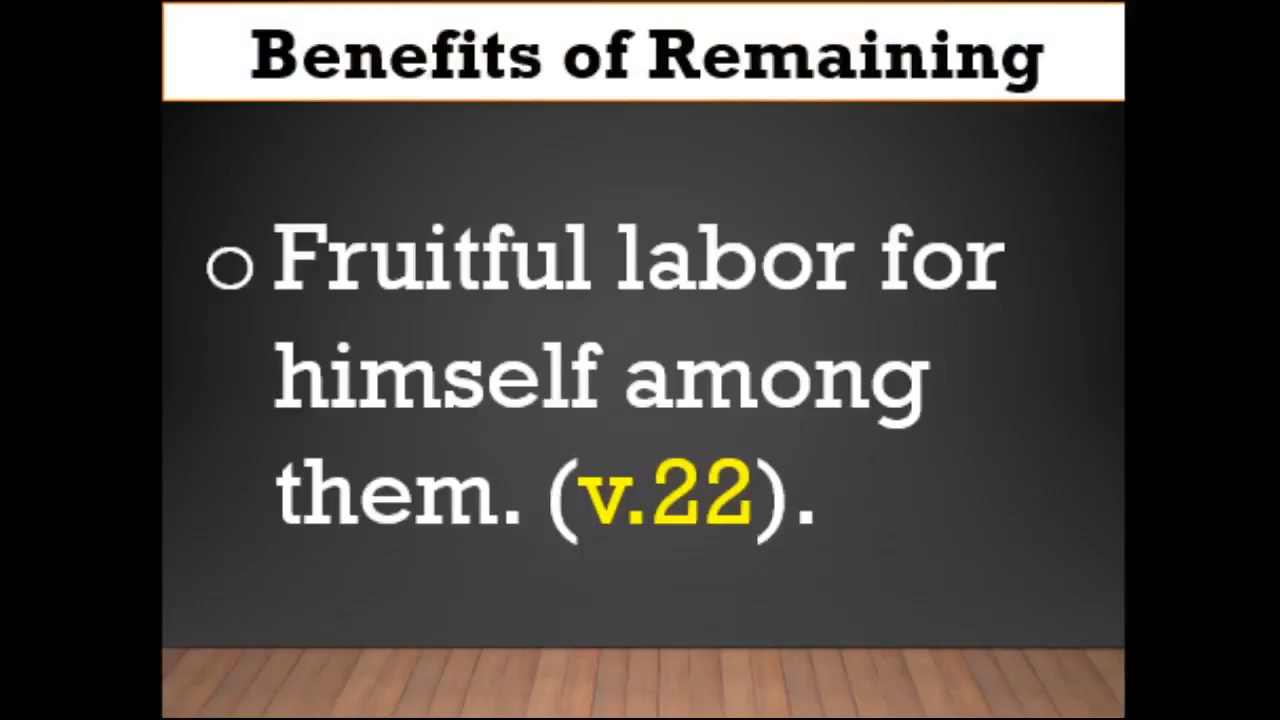 Benefits of Remaining
o Fruitful labor for
himself among
them. (v.22).